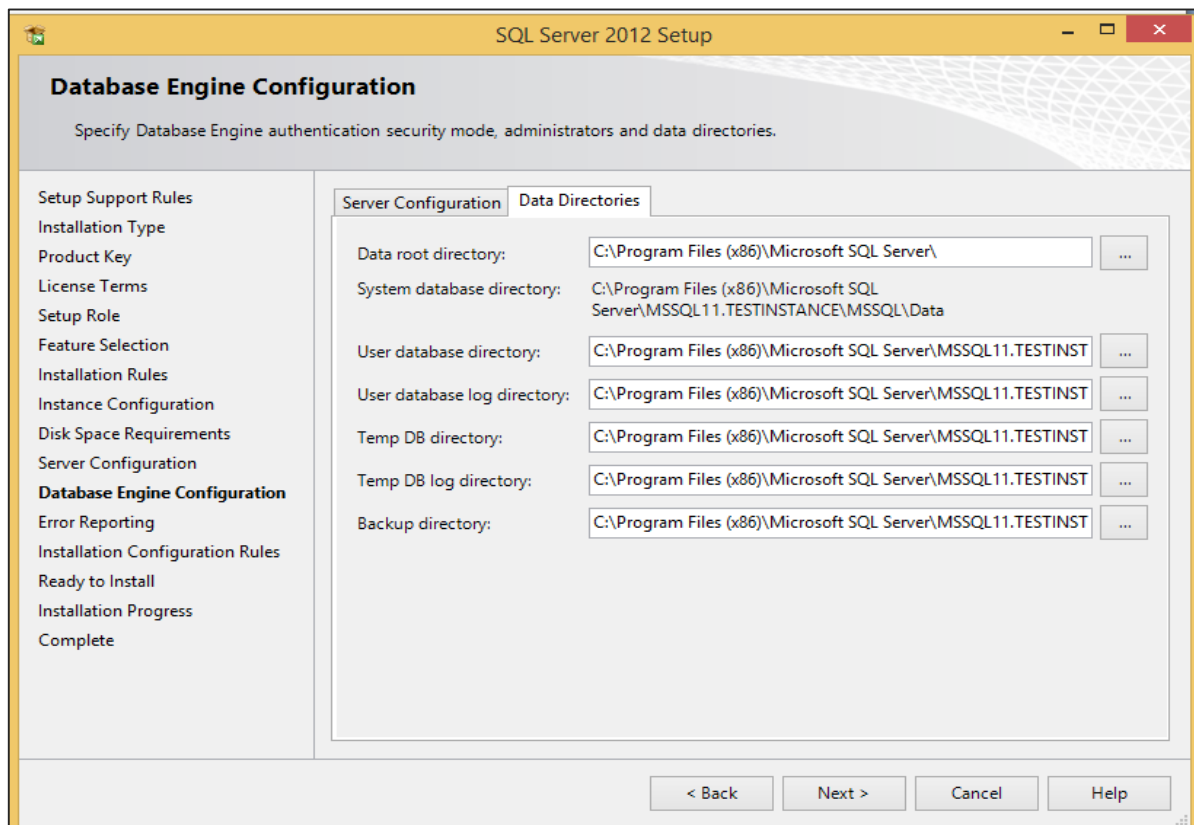 SQL Server 2012 Setup
Database Engine Configuration
Specify Database Engine authentication security mode, administrators and data directories.
Setup Support Rules
Installation Type
Product Key
License Terms
Setup Role
Feature Selection
Installation Rules
Instance Configuration
Disk Space Requirements
Server Configuration
Database Engine Configuration
Error Reporting
Installation Configuration Rules
Ready to Install
Installation Progress
Complete
Server Configuration
Data Directories
Data root directory:
C:\Program Files (x86)\Microsoft SQL Server\
...
System database directory:
C:\Program Files (x86)\Microsoft SQL
Server\MSSQL11.TESTINSTANCE\MSSQL\Data
User database directory:
C:\Program Files (x86)\Microsoft SQL Server\MSSQL11.TESTINST
...
User database log directory:
C:\Program Files (x86)\Microsoft SQL Server\MSSQL11.TESTINST
...
Temp DB directory:
C:\Program Files (x86)\Microsoft SQL Server\MSSQL11.TESTINST
...
Temp DB log directory:
C:\Program Files (x86)\Microsoft SQL Server\MSSQL11.TESTINST
...
Backup directory:
C:\Program Files (x86)\Microsoft SQL Server\MSSQL11.TESTINST
...
< Back
Next >
Cancel
Help